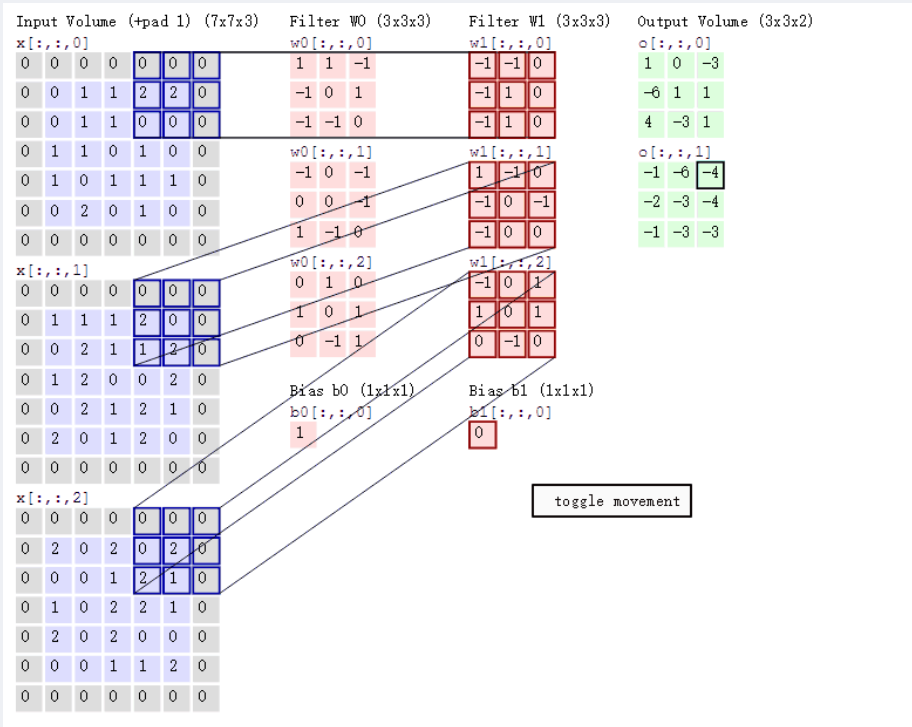 Input Volume (+pad 1) (7x7x3)
x[:,:,0]
0 0 0 0 0 0 0
0 0 1 1 2 2 0
0 0 1 1 0 0 0
0 1 1 0 1 0 0
0 1 0 1 1 1 0
0 0 2 0 1 0 0
0 0 0 0 0 0 0
x[:,:,1]
0 0 0 0 0 0 0
0 1 1 1 2 0 0
0 0 2 1 1 2 0
0 1 2 0 0 2 0
0 0 2 1 2 1 0
0 2 0 1 2 0 0
0 0 0 0 0 0 0
x[:,:,2]
0 0 0 0 0 0 0
0 2 0 2 0 2 0
0 0 0 1 2 1 0
0 1 0 2 2 1 0
0 2 0 2 0 0 0
0 0 0 1 1 2 0
0 0 0 0 0 0 0
Filter W0 (3x3x3)
w0[:,:,0]
1 1 -1
-1 0 1
-1 -1 0
w0[:,:,1]
-1 0 -1
0 0 -1
1 -1 0
w0[:,:,2]
0 1 0
1 0 1
0 -1 1
Bias b0 (1x1x1)
b0[:,:,0]
1
Filter W1 (3x3x3)
w1[:,:,0]
-1 -1 0
-1 1 0
-1 1 0
w1[:,:,1]
1 -1 0
-1 0 -1
-1 0 0
w1[:,:,2]
-1 0 1
1 0 1
0 -1 0
Bias b1 (1x1x1)
b1[:,:,0]
0
Output Volume (3x3x2)
o[:,:,0]
1 0 -3
-6 1 1
4 -3 1
o[:,:,1]
-1 -6 -4
-2 -3 -4
-1 -3 -3
toggle movement